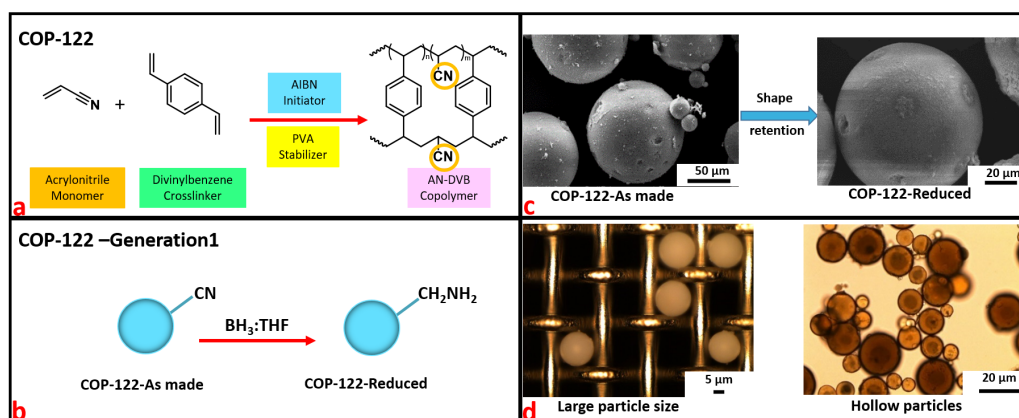 COP-122
N
+
AIBN
Initiator
PVA
Stabilizer
n
m
CN
n
m
CN
Acrylonitrile
Monomer
Divinylbenzene
Crosslinker
AN-DVB
Copolymer
a
Shape
retention
50 µm
20 µm
COP-122-As made
COP-122-Reduced
c
COP-122 –Generation1
CN
BH3:THF
CH2NH2
COP-122-As made
COP-122-Reduced
b
5 µm
20 µm
Large particle size
Hollow particles
d